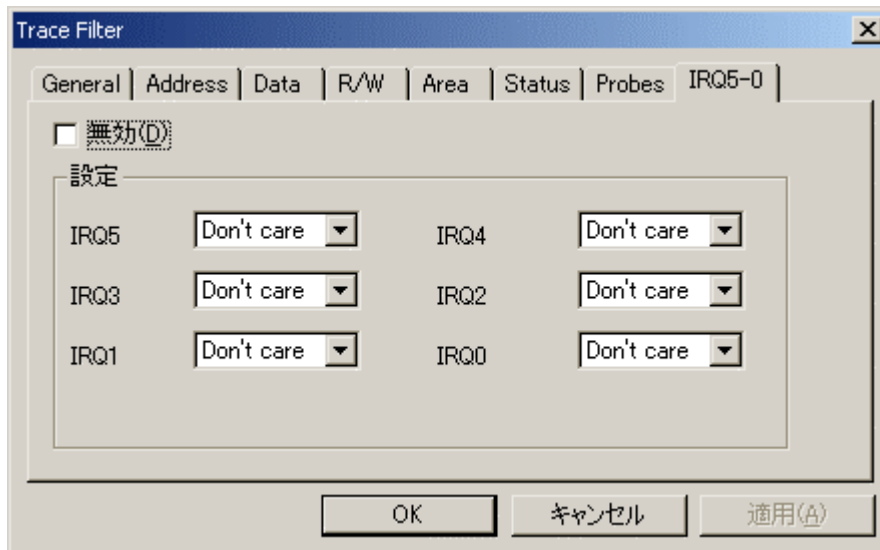 Trace Filter
General Address Data R/W Area Status Probes IRQ5-0
無効(D)
設定
IRQ5 Don't care IRQ4 Don't care
IRQ3 Don't care IRQ2 Don't care
IRQ1 Don't care IRQ0 Don't care
OK キャンセル 適用(A)